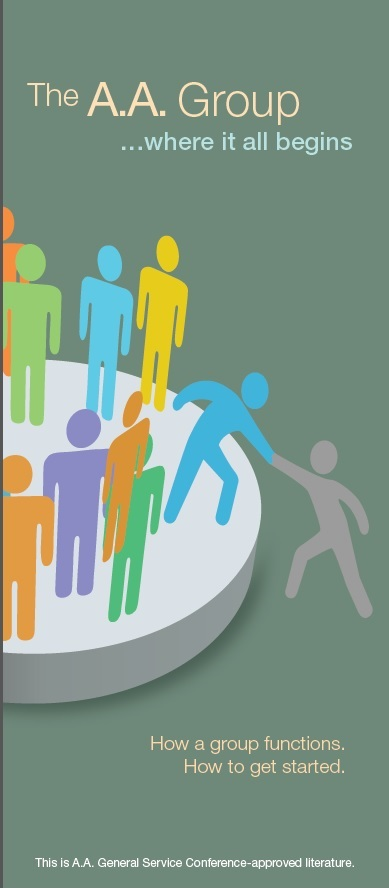 The A.A. Group
...where it all begins
How a group functions.
How to get started.
This is A.A. General Service Conference-approved literature.